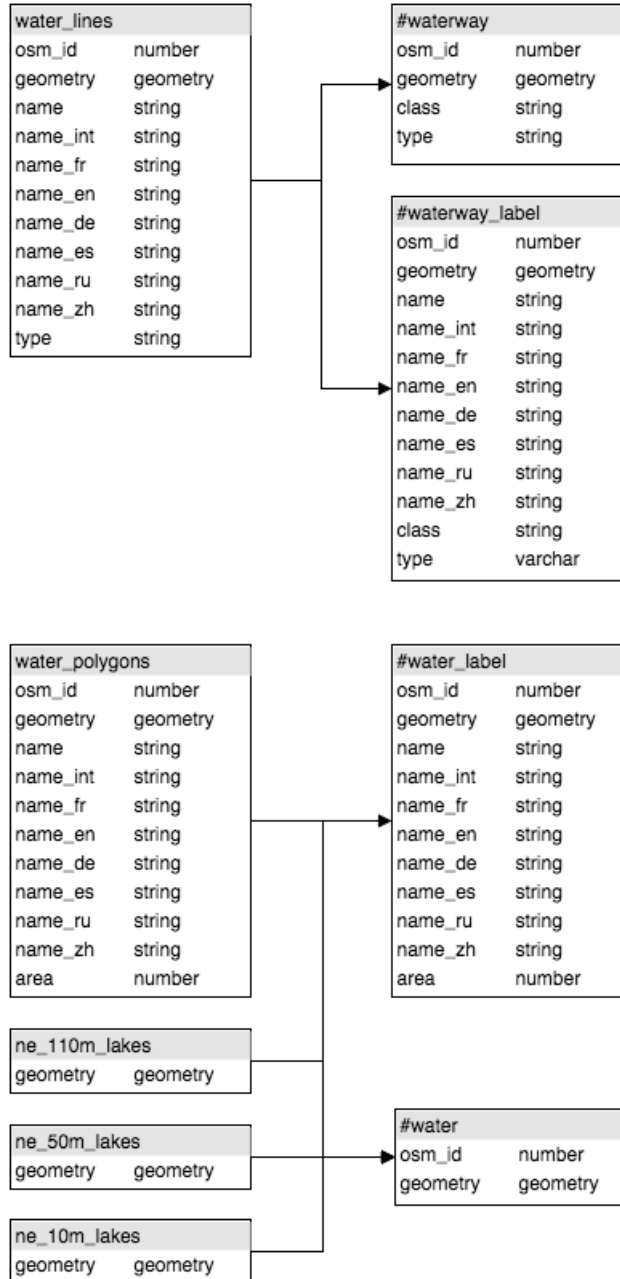 water_lines
osm_id number
geometry geometry
name string
name_int string
name_fr string
name_en string
name_de string
name_es string
name_ru string
name_zh string
type string
#waterway
osm_id number
geometry geometry
class string
type string
#waterway_label
osm_id number
geometry geometry
name string
name_int string
name_fr string
name_en string
name_de string
name_es string
name_ru string
name_zh string
class string
type varchar
water_polygons
osm_id number
geometry geometry
name string
name_int string
name_fr string
name_en string
name_de string
name_es string
name_ru string
name_zh string
area number
#water_label
osm_id number
geometry geometry
name string
name_int string
name_fr string
name_en string
name_de string
name_es string
name_ru string
name_zh string
area number
ne_110m_lakes
geometry geometry
ne_50m_lakes
geometry geometry
ne_10m_lakes
geometry geometry
#water
osm_id number
geometry geometry